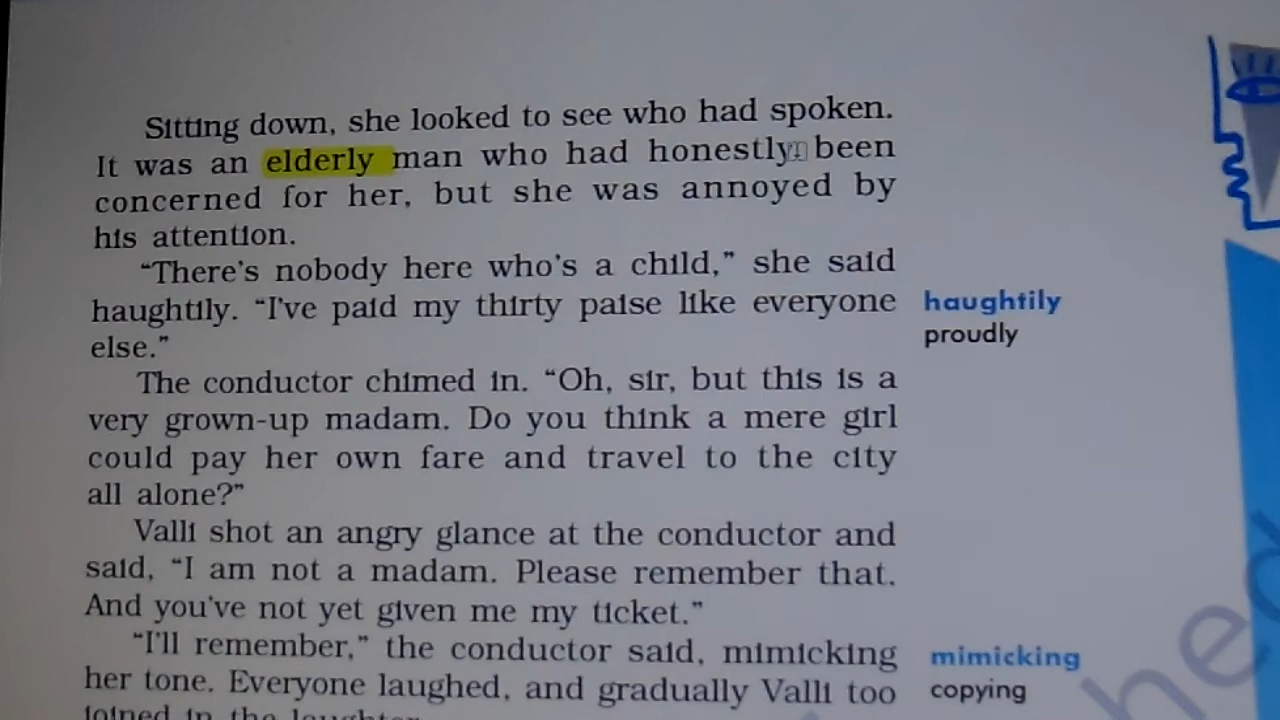 Sitting down, she looked to see who had spoken.
It was an elderly man who had honestly been
concerned for her, but she was annoyed by
his attention.
“There's nobody here who's a child,” she said
haughtily. “I've paid my thirty paise like everyone
else.”
haughtily
proudly
The conductor chimed in. “Oh, sir, but this is a
very grown-up madam. Do you think a mere girl
could pay her own fare and travel to the city
all alone?”
Valli shot an angry glance at the conductor and
said, “I am not a madam. Please remember that.
And you've not yet given me my ticket.”
“I'll remember,” the conductor said, mimicking
her tone. Everyone laughed, and gradually Valli too
joined in the laughter.
mimicking
copying
hed